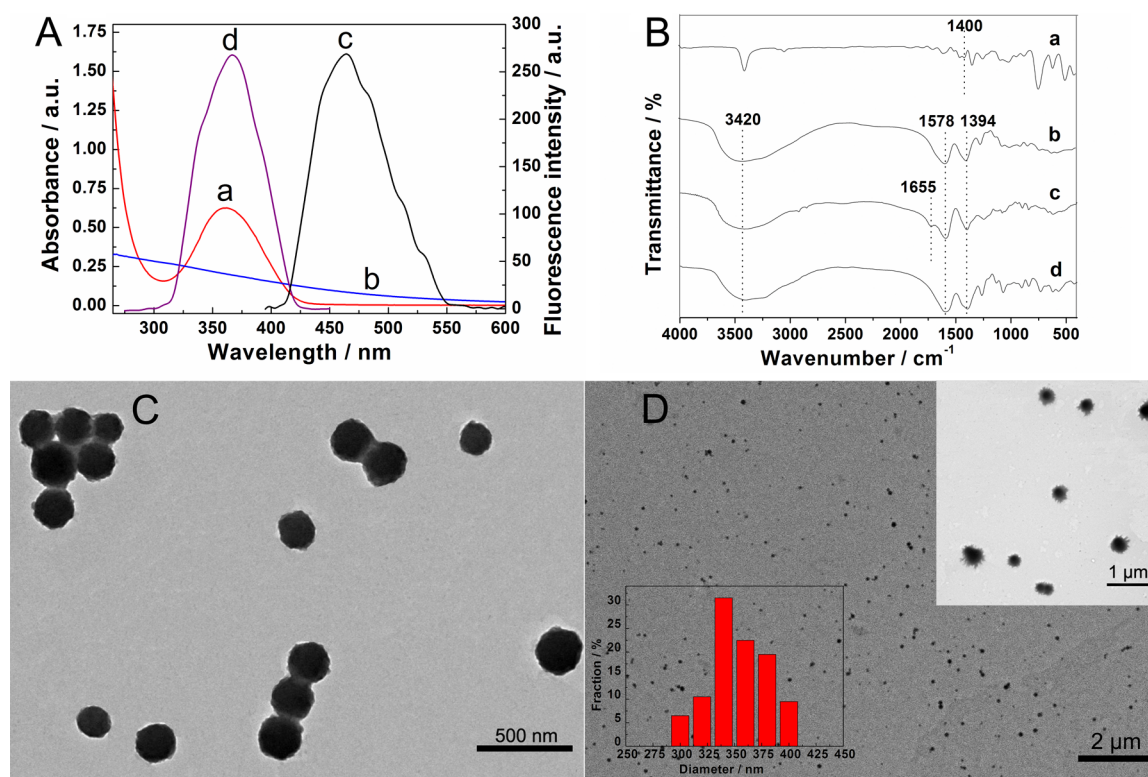 A
Absorbance / a.u.
1.75
1.50
1.25
1.00
0.75
0.50
0.25
0.00
a
b
c
d
300
250
200
150
100
50
0
Fluorescence intensity / a.u.
300 350 400 450 500 550 600
Wavelength / nm
B
Transmittance / %
1400
a
3420
1578
1394
b
1655
c
d
4000 3500 3000 2500 2000 1500 1000 500
Wavenumber / cm⁻¹
C
500 nm
D
1 µm
Fraction / %
30
25
20
15
10
5
0
250 275 300 325 350 375 400 425 450
Diameter / nm
2 µm